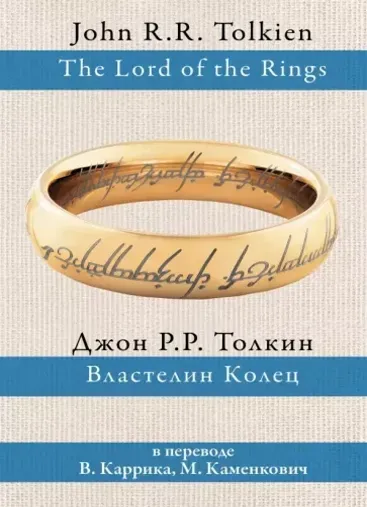 John R.R. Tolkien
The Lord of the Rings
Джон Р.Р. Толкин
Властелин Колец
в переводе
В. Каррика, М. Каменкович